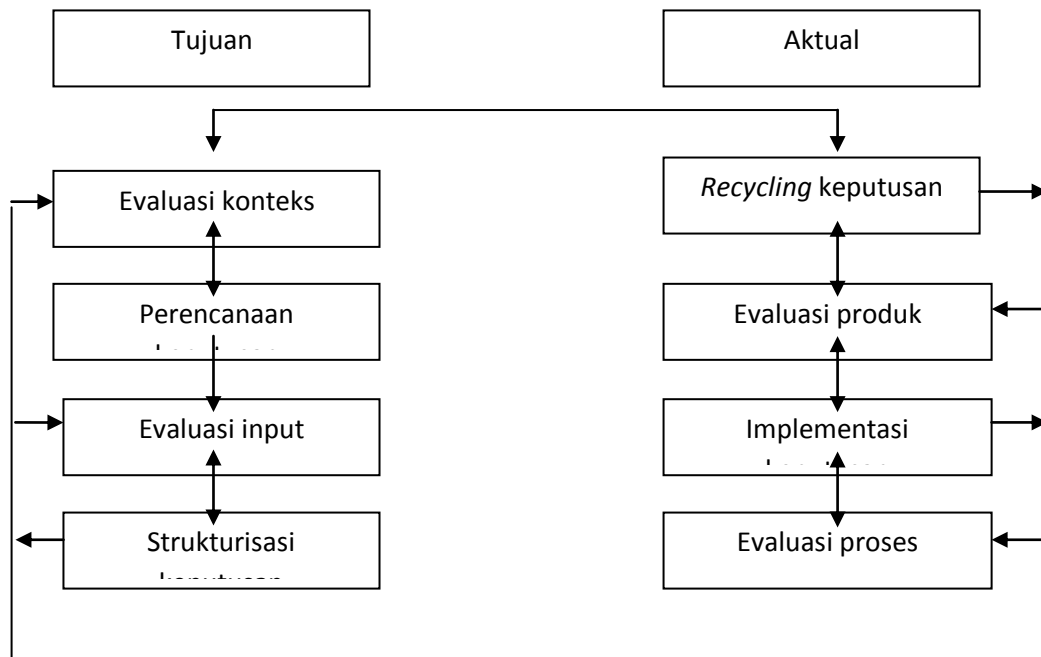 Tujuan
Evaluasi konteks
Perencanaan
Evaluasi input
Strukturisasi
Aktual
Recycling keputusan
Evaluasi produk
Implementasi
Evaluasi proses